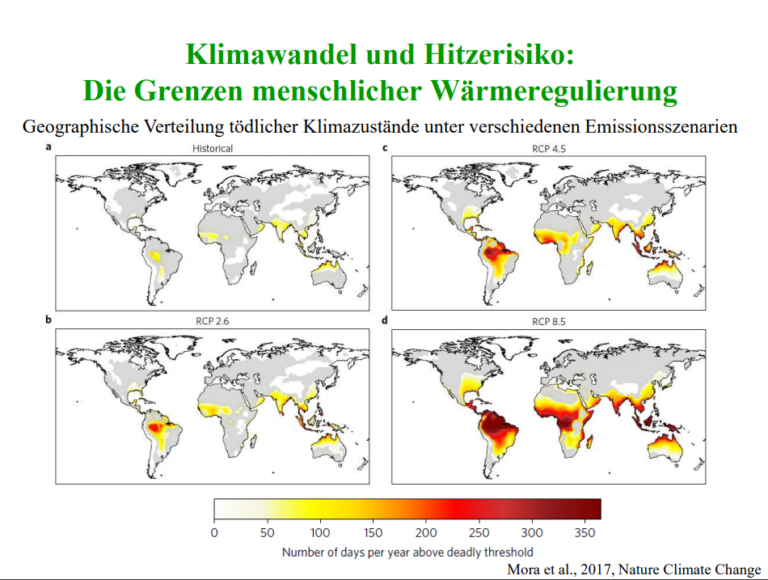 Klimawandel und Hitzerisiko:
Die Grenzen menschlicher Wärmeregulierung
Geographische Verteilung tödlicher Klimazustände unter verschiedenen Emissionsszenarien
a Historical
c RCP 4.5
b RCP 2.6
d RCP 8.5
0 50 100 150 200 250 300 350
Number of days per year above deadly threshold
Mora et al., 2017, Nature Climate Change